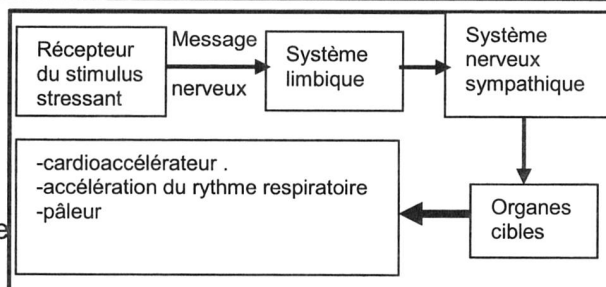 Récepteur
du stimulus
stressant
Message
nerveux
Système
limbique
Système
nerveux
sympathique
-cardioaccélérateur .
-accélération du rythme respiratoire
-pâleur
Organes
cibles
e